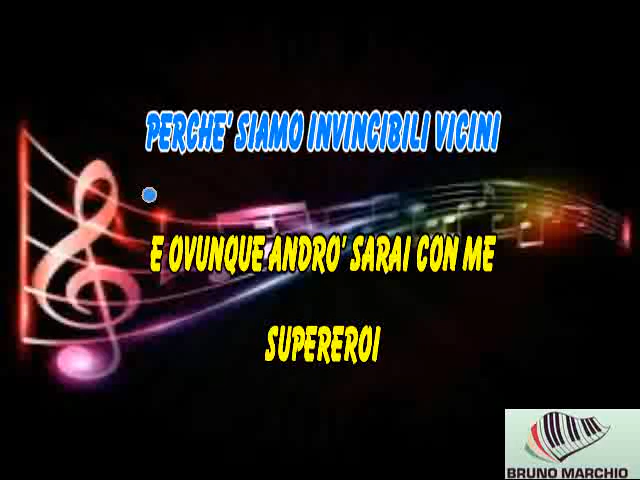 PERCHE' SIAMO INVINCIBILI VICINI
E OVUNQUE ANDRO' SARAI CON ME
SUPEREROI
BRUNO MARCHIO